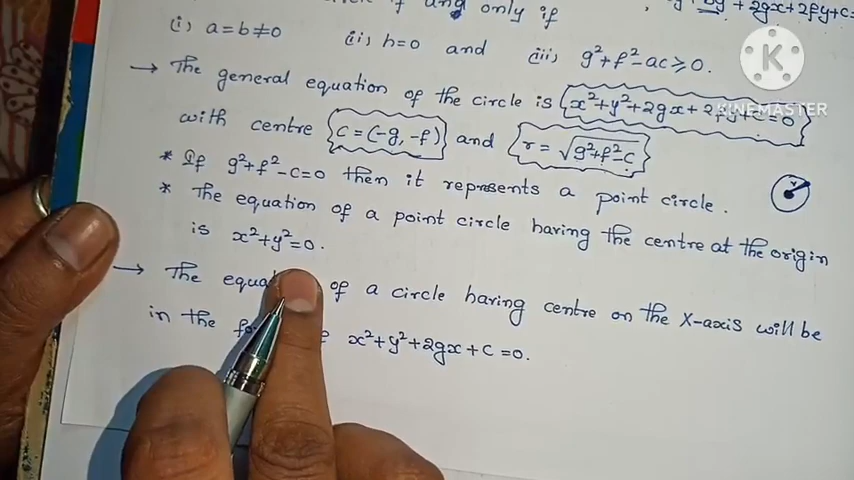 if and only if , + 2gx + 2fy + c =
(i) a = b ≠ 0 (ii) h = 0 and (iii) g² + f² - ac ≥ 0.
→ The general equation of the circle is x² + y² + 2gx + 2fy + c = 0
with centre C = (-g, -f) and r = √g² + f² - c
* If g² + f² - c = 0 then it represents a point circle.
* The equation of a point circle having the centre at the origin
is x² + y² = 0.
→ The of a circle having centre on the X-axis will be
in the x² + y² + 2gx + c = 0.
K
KINEMASTER
r